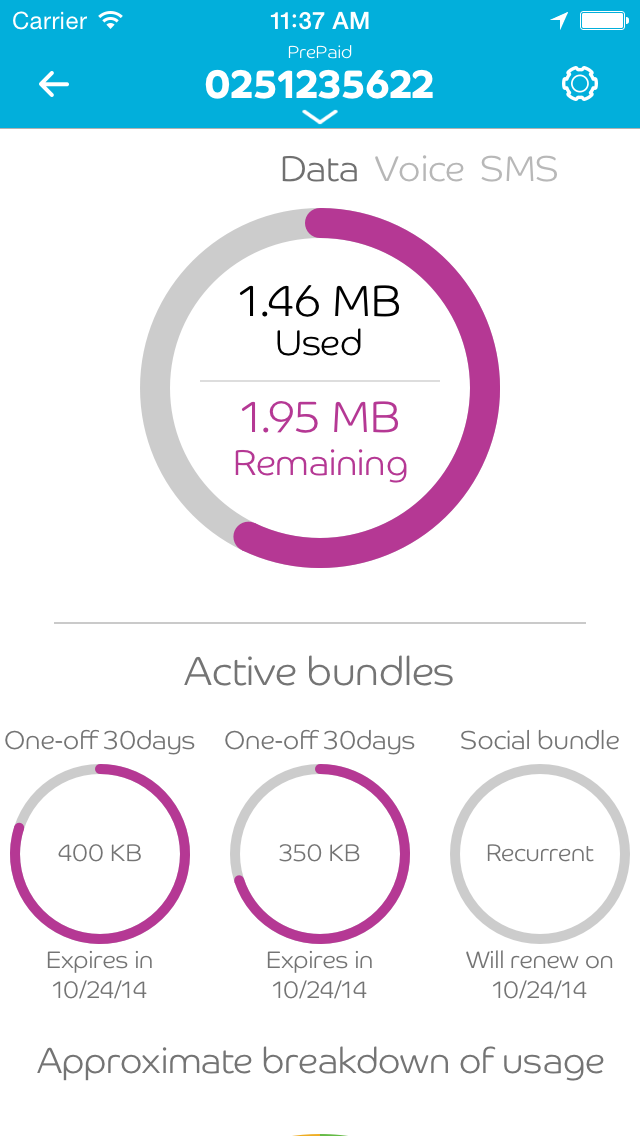 Carrier 11:37 AM
PrePaid
0251235622
Data Voice SMS
1.46 MB
Used
1.95 MB
Remaining
Active bundles
One-off 30days One-off 30days Social bundle
400 KB 350 KB Recurrent
Expires in Expires in Will renew on
10/24/14 10/24/14 10/24/14
Approximate breakdown of usage